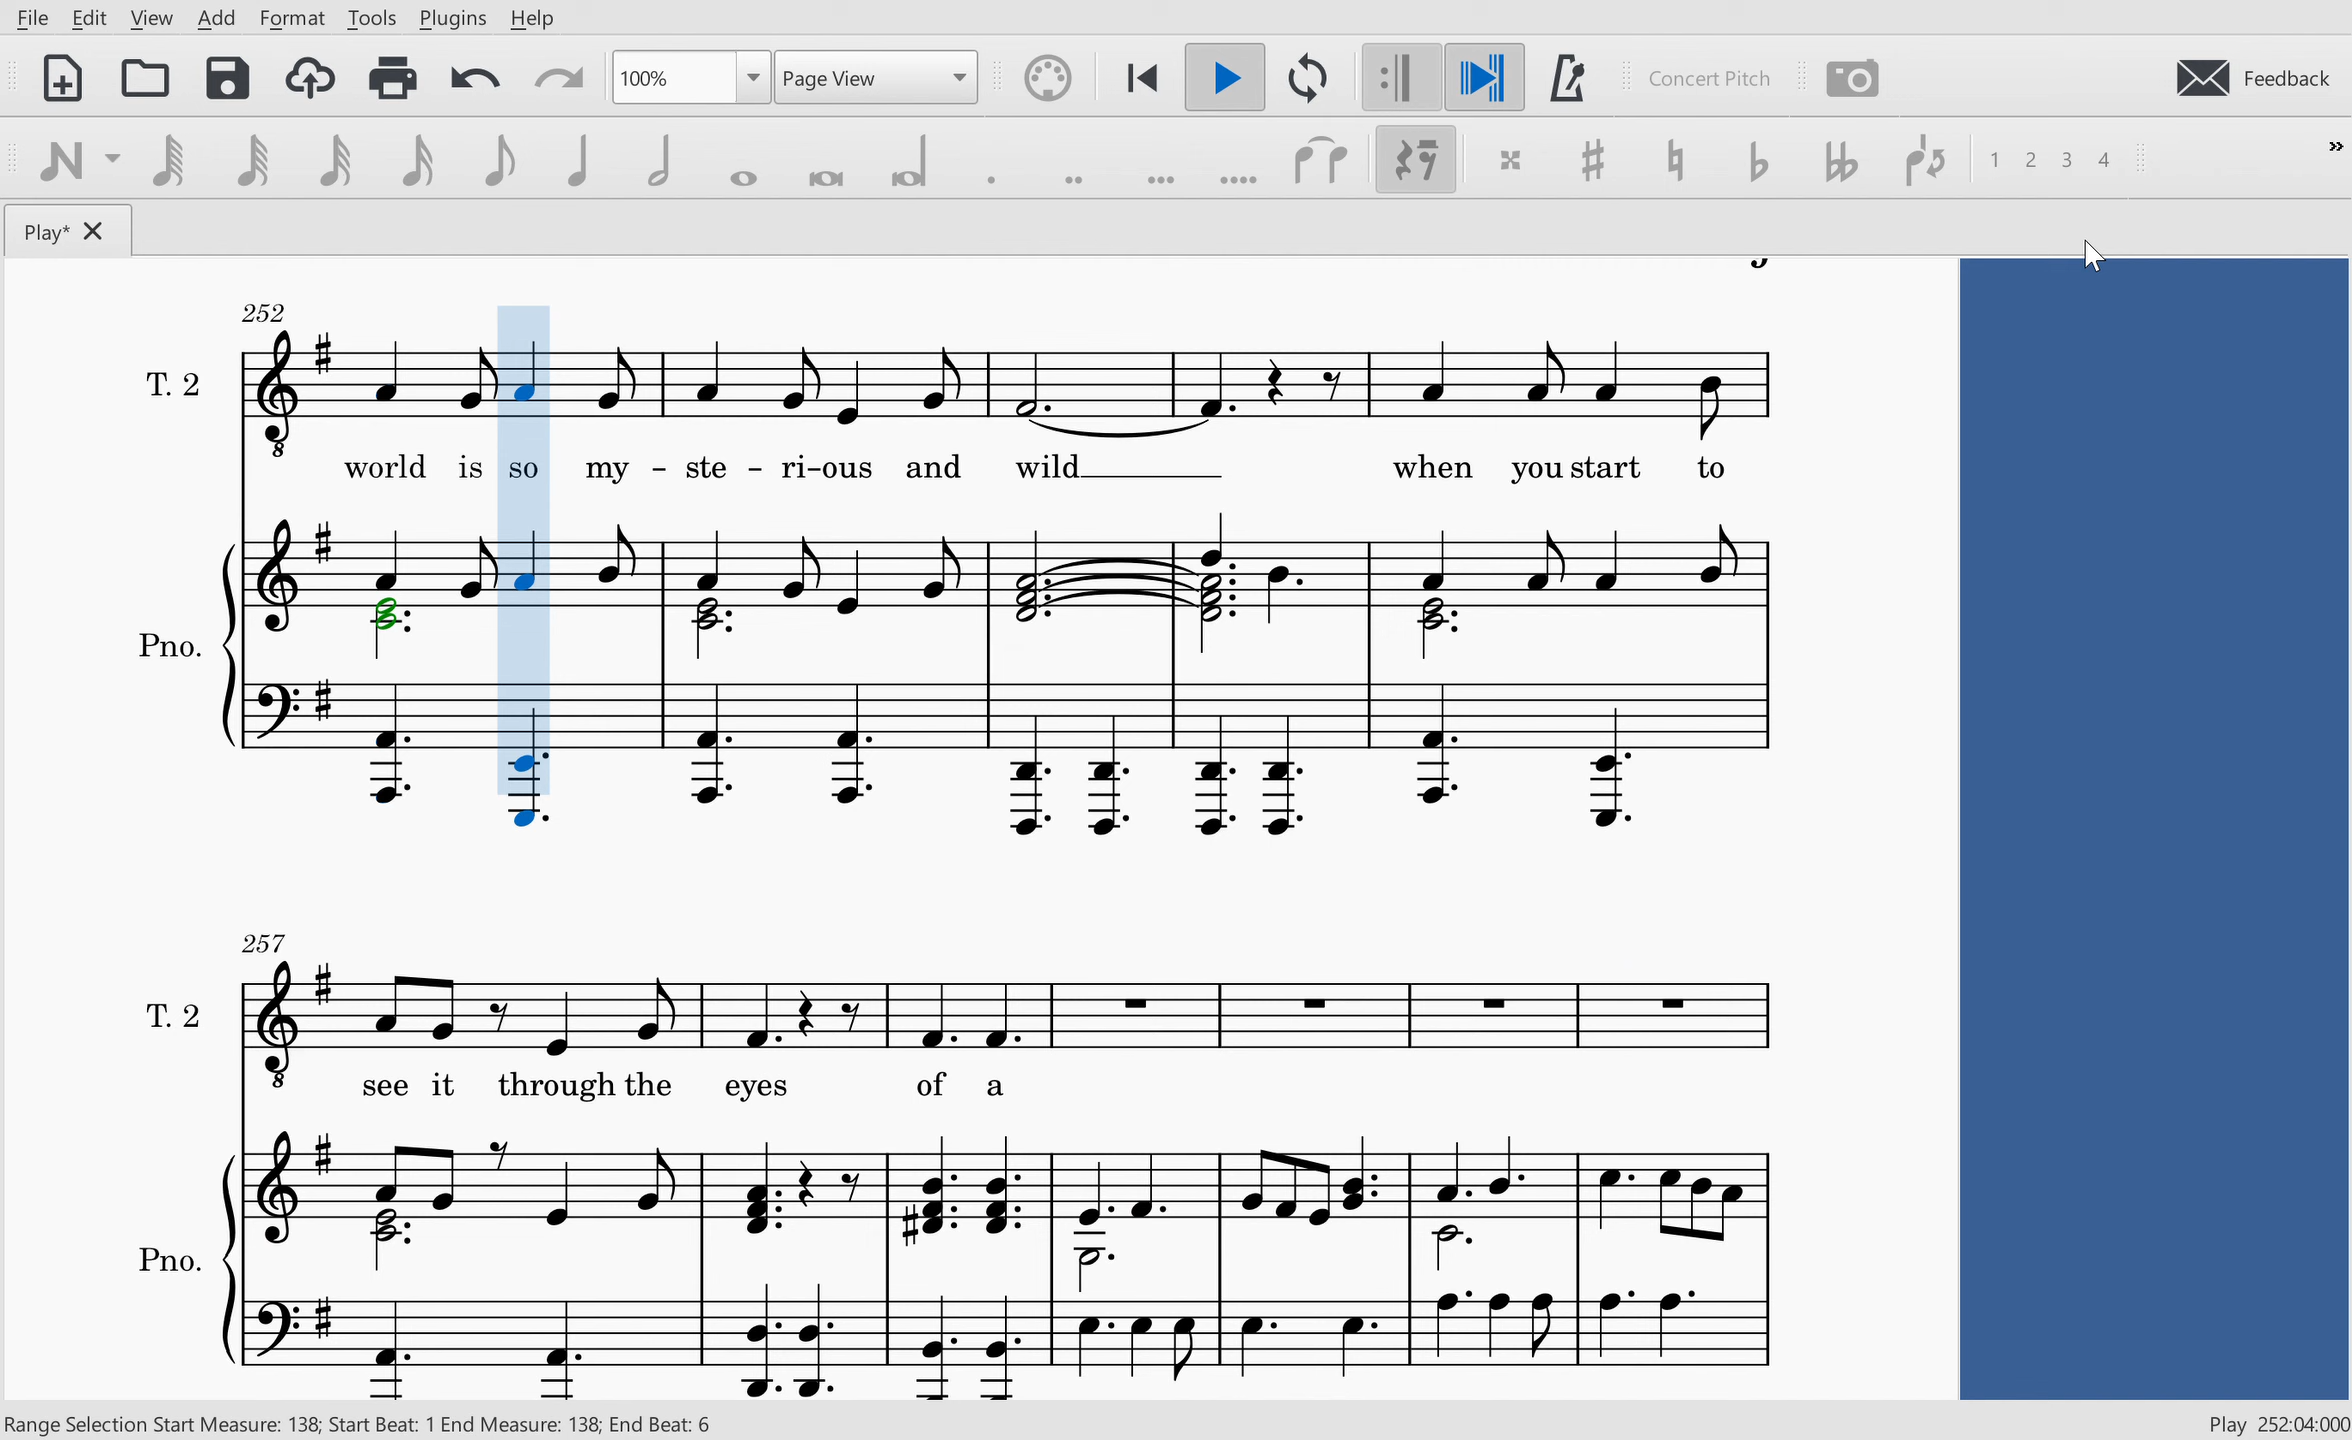 File Edit View Add Format Tools Plugins Help
100% Page View Concert Pitch Feedback
1 2 3 4 »
Play*
252
T. 2
8
world is so my - ste - ri-ous and wild when you start to
Pno.
257
T. 2
8
see it through the eyes of a
Pno.
Range Selection Start Measure: 138; Start Beat: 1 End Measure: 138; End Beat: 6 Play 252:04:000